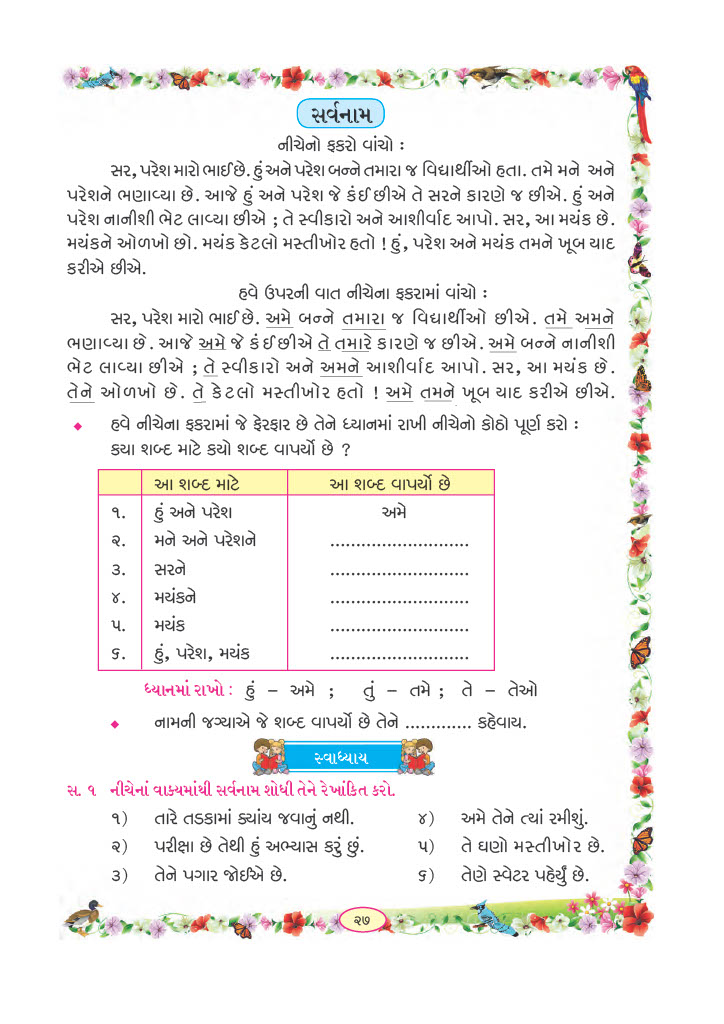 સર્વનામ
નીચેનો ફકરો વાંચો :
સર, પરેશ મારો ભાઈ છે. હું અને પરેશ બન્ને તમારા જ વિદ્યાર્થીઓ હતા. તમે મને અને
પરેશને ભણાવ્યા છે. આજે હું અને પરેશ જે કંઈ છીએ તે સરને કારણે જ છીએ. હું અને
પરેશ નાનીશી ભેટ લાવ્યા છીએ ; તે સ્વીકારો અને આશીર્વાદ આપો. સર, આ મયંક છે.
મયંકને ઓળખો છો. મયંક કેટલો મસ્તીખોર હતો ! હું, પરેશ અને મયંક તમને ખૂબ યાદ
કરીએ છીએ.
હવે ઉપરની વાત નીચેના ફકરામાં વાંચો :
સર, પરેશ મારો ભાઈ છે. અમે બન્ને તમારા જ વિદ્યાર્થીઓ છીએ. તમે અમને
ભણાવ્યા છે. આજે અમે જે કંઈ છીએ તે તમારે કારણે જ છીએ. અમે બન્ને નાનીશી
ભેટ લાવ્યા છીએ ; તે સ્વીકારો અને અમને આશીર્વાદ આપો. સર, આ મયંક છે.
તેને ઓળખો છે. તે કેટલો મસ્તીખોર હતો ! અમે તમને ખૂબ યાદ કરીએ છીએ.
◆ હવે નીચેના ફકરામાં જે ફેરફાર છે તેને ધ્યાનમાં રાખી નીચેનો કોઠો પૂર્ણ કરો :
કયા શબ્દ માટે કયો શબ્દ વાપર્યો છે ?
આ શબ્દ માટે આ શબ્દ વાપર્યો છે
૧. હું અને પરેશ અમે
૨. મને અને પરેશને ...........................
૩. સરને ...........................
૪. મયંકને ...........................
૫. મયંક ...........................
૬. હું, પરેશ, મયંક ...........................
ધ્યાનમાં રાખો : હું – અમે ; તું – તમે ; તે – તેઓ
◆ નામની જગ્યાએ જે શબ્દ વાપર્યો છે તેને ............. કહેવાય.
સ્વાધ્યાય
સ. ૧ નીચેનાં વાક્યમાંથી સર્વનામ શોધી તેને રેખાંકિત કરો.
૧) તારે તડકામાં ક્યાંય જવાનું નથી. ૪) અમે તેને ત્યાં રમીશું.
૨) પરીક્ષા છે તેથી હું અભ્યાસ કરું છું. ૫) તે ઘણો મસ્તીખોર છે.
૩) તેને પગાર જોઈએ છે. ૬) તેણે સ્વેટર પહેર્યું છે.
૨૭